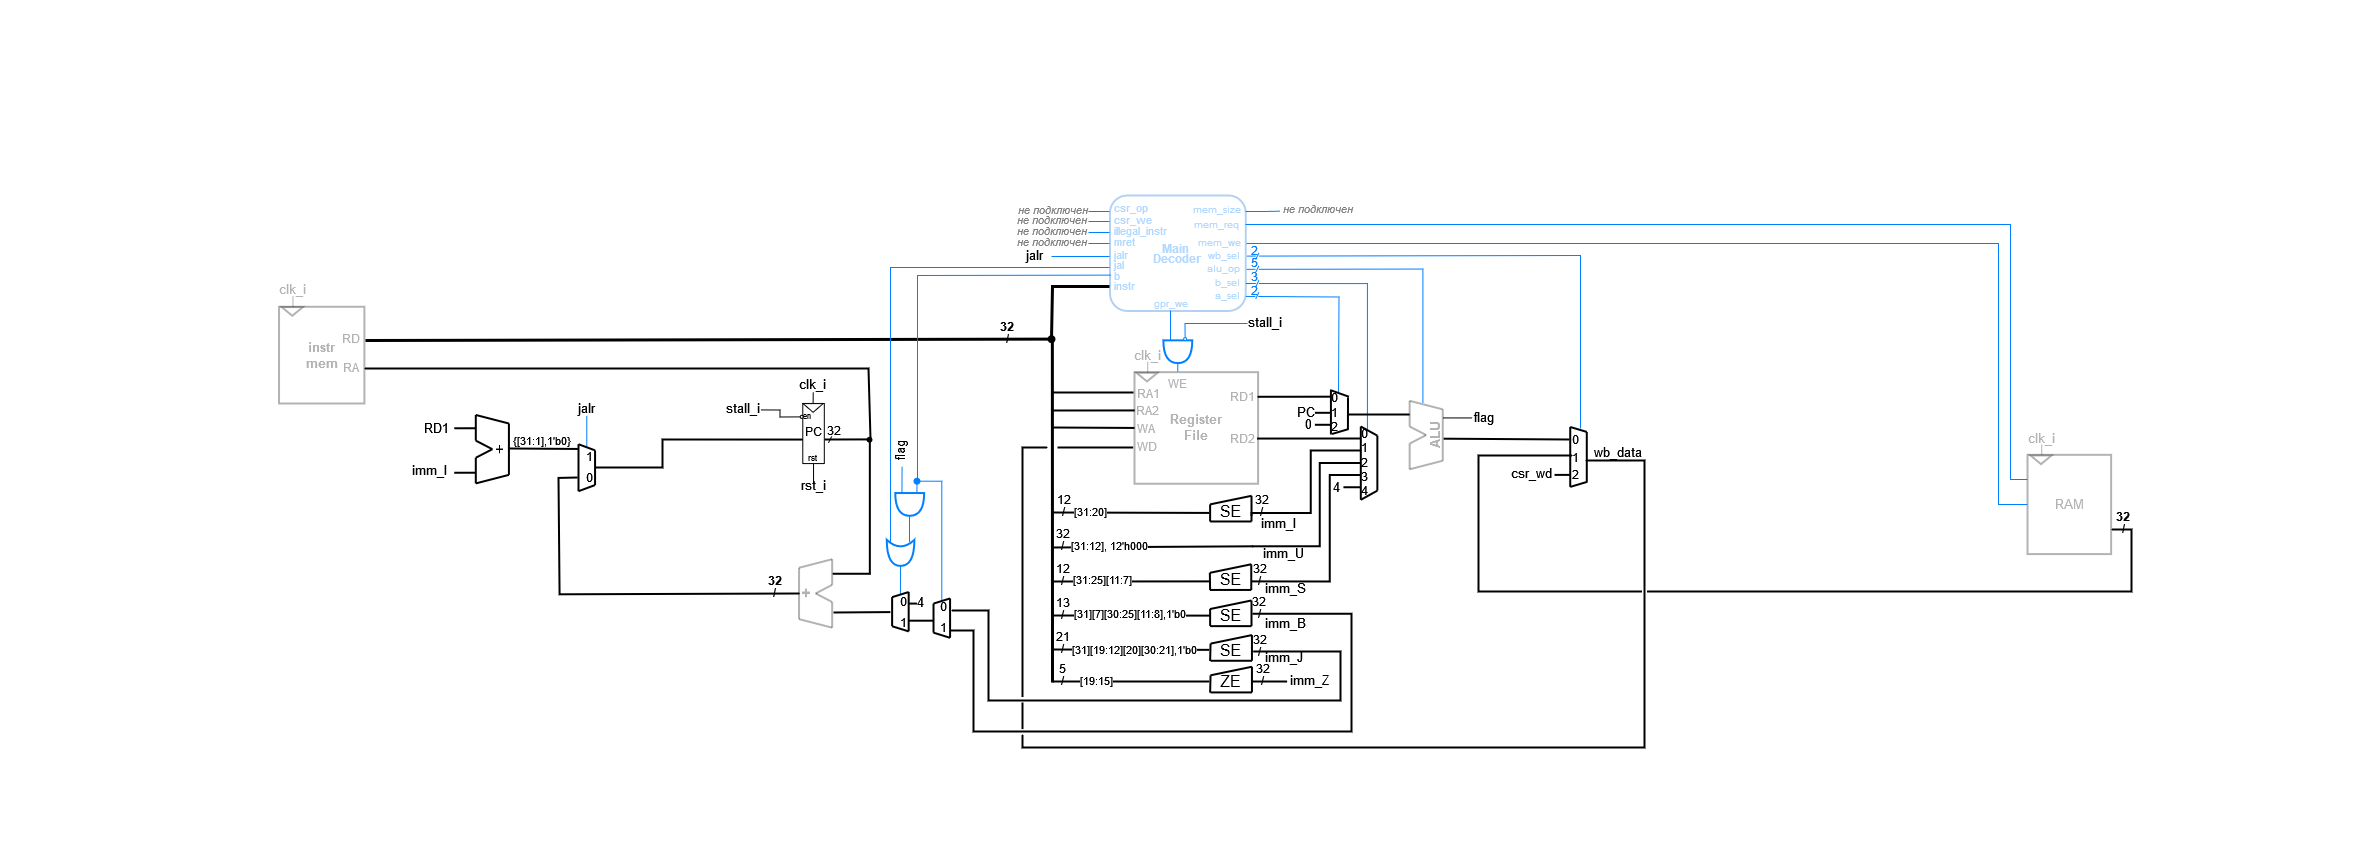 не подключен
не подключен
не подключен
не подключен
jalr
csr_op
csr_we
illegal_instr
mret
jalr
jal
b
instr
Main
Decoder
mem_size
mem_req
mem_we
wb_sel
alu_op
b_sel
a_sel
gpr_we
не подключен
2
5
3
2
stall_i
clk_i
instr
mem
RD
RA
32
clk_i
WE
RA1
RA2
WA
WD
Register
File
RD1
RD2
PC
0
0
1
2
0
1
2
3
4
4
ALU
flag
0
1
2
csr_wd
wb_data
clk_i
RAM
32
RD1
imm_I
+
{[31:1],1'b0}
jalr
1
0
stall_i
clk_i
en
PC
rst
32
rst_i
flag
32
+
0
1
4
0
1
12
[31:20]
SE
32
imm_I
32
[31:12], 12'h000
imm_U
12
[31:25][11:7]
SE
32
imm_S
13
[31][7][30:25][11:8],1'b0
SE
32
imm_B
21
[31][19:12][20][30:21],1'b0
SE
32
imm_J
5
[19:15]
ZE
32
imm_Z